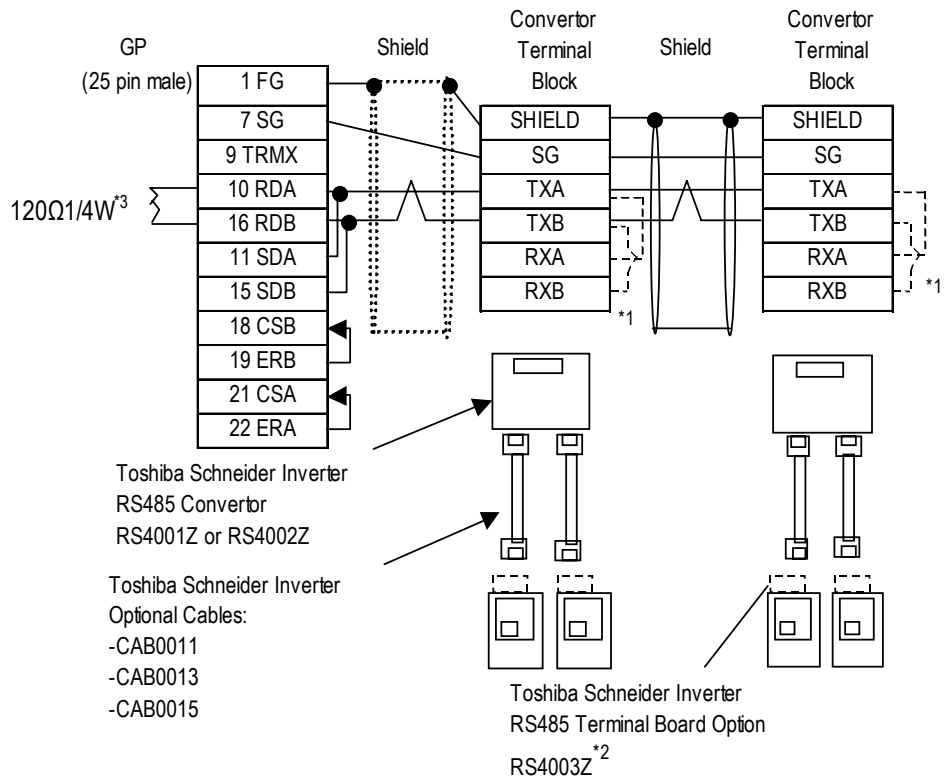 GP
(25 pin male)
Shield
Convertor
Terminal
Block
Shield
Convertor
Terminal
Block
1 FG
7 SG
9 TRMX
10 RDA
16 RDB
11 SDA
15 SDB
18 CSB
19 ERB
21 CSA
22 ERA
120Ω1/4W*3
SHIELD
SG
TXA
TXB
RXA
RXB
*1
SHIELD
SG
TXA
TXB
RXA
RXB
*1
Toshiba Schneider Inverter
RS485 Convertor
RS4001Z or RS4002Z
Toshiba Schneider Inverter
Optional Cables:
-CAB0011
-CAB0013
-CAB0015
Toshiba Schneider Inverter
RS485 Terminal Board Option
RS4003Z*2